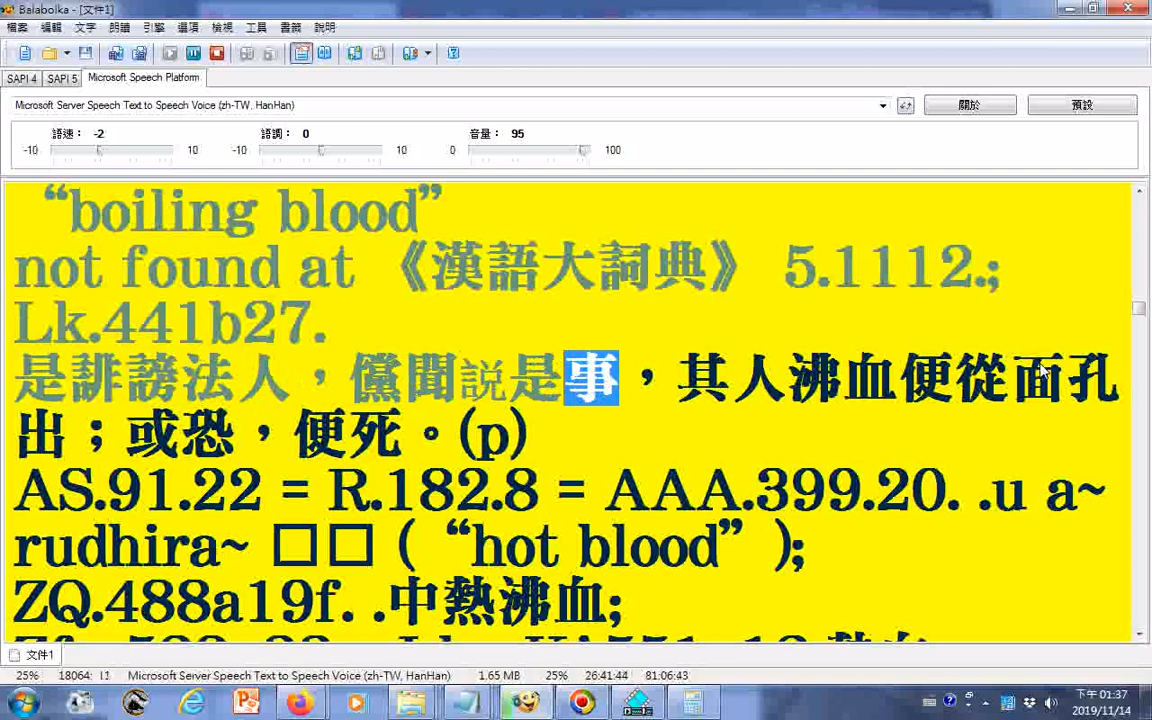 Balabolka - [文件1]
檔案 編輯 文字 朗讀 引擎 選項 檢視 工具 書籤 說明
SAPI 4 SAPI 5 Microsoft Speech Platform
Microsoft Server Speech Text to Speech Voice (zh-TW, HanHan) 關於 預設
語速： -2 語調： 0 音量： 95
-10 10 -10 10 0 100
“boiling blood”
not found at 《漢語大詞典》 5.1112.;
Lk.441b27.
是誹謗法人，儻聞説是事，其人沸血便從面孔
出；或恐，便死。(p)
AS.91.22 = R.182.8 = AAA.399.20. .u a~
rudhira~ □□ (“hot blood”);
ZQ.488a19f. .中熱沸血;
文件1
25% 18064: Microsoft Server Speech Text to Speech Voice (zh-TW, HanHan) 1.65 MB 25% 26:41:44 81:06:43
下午 01:37
2019/11/14